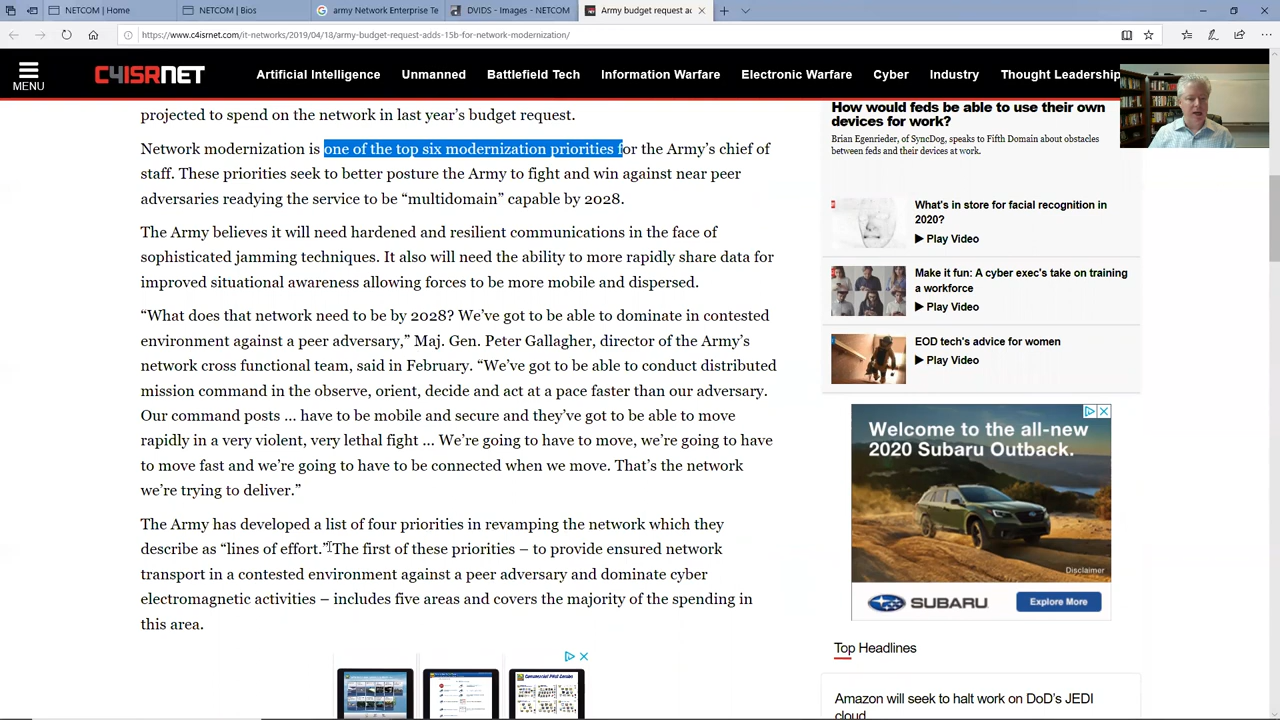 NETCOM | Home
NETCOM | Bios
army Network Enterprise Te
DVIDS - Images - NETCOM
Army budget request ad
https://www.c4isrnet.com/it-networks/2019/04/18/army-budget-request-adds-15b-for-network-modernization/
MENU
C4ISRNET
Artificial Intelligence
Unmanned
Battlefield Tech
Information Warfare
Electronic Warfare
Cyber
Industry
Thought Leadership
projected to spend on the network in last year’s budget request.
Network modernization is one of the top six modernization priorities for the Army’s chief of
staff. These priorities seek to better posture the Army to fight and win against near peer
adversaries readying the service to be “multidomain” capable by 2028.
The Army believes it will need hardened and resilient communications in the face of
sophisticated jamming techniques. It also will need the ability to more rapidly share data for
improved situational awareness allowing forces to be more mobile and dispersed.
“What does that network need to be by 2028? We’ve got to be able to dominate in contested
environment against a peer adversary,” Maj. Gen. Peter Gallagher, director of the Army’s
network cross functional team, said in February. “We’ve got to be able to conduct distributed
mission command in the observe, orient, decide and act at a pace faster than our adversary.
Our command posts … have to be mobile and secure and they’ve got to be able to move
rapidly in a very violent, very lethal fight … We’re going to have to move, we’re going to have
to move fast and we’re going to have to be connected when we move. That’s the network
we’re trying to deliver.”
The Army has developed a list of four priorities in revamping the network which they
describe as “lines of effort.” The first of these priorities – to provide ensured network
transport in a contested environment against a peer adversary and dominate cyber
electromagnetic activities – includes five areas and covers the majority of the spending in
this area.
How would feds be able to use their own
devices for work?
Brian Egenrieder, of SyncDog, speaks to Fifth Domain about obstacles
between feds and their devices at work.
What's in store for facial recognition in
2020?
Play Video
Make it fun: A cyber exec's take on training
a workforce
Play Video
EOD tech's advice for women
Play Video
Welcome to the all-new
2020 Subaru Outback.
Disclaimer
SUBARU
Explore More
Top Headlines
Amazon will seek to halt work on DoD’s JEDI
cloud